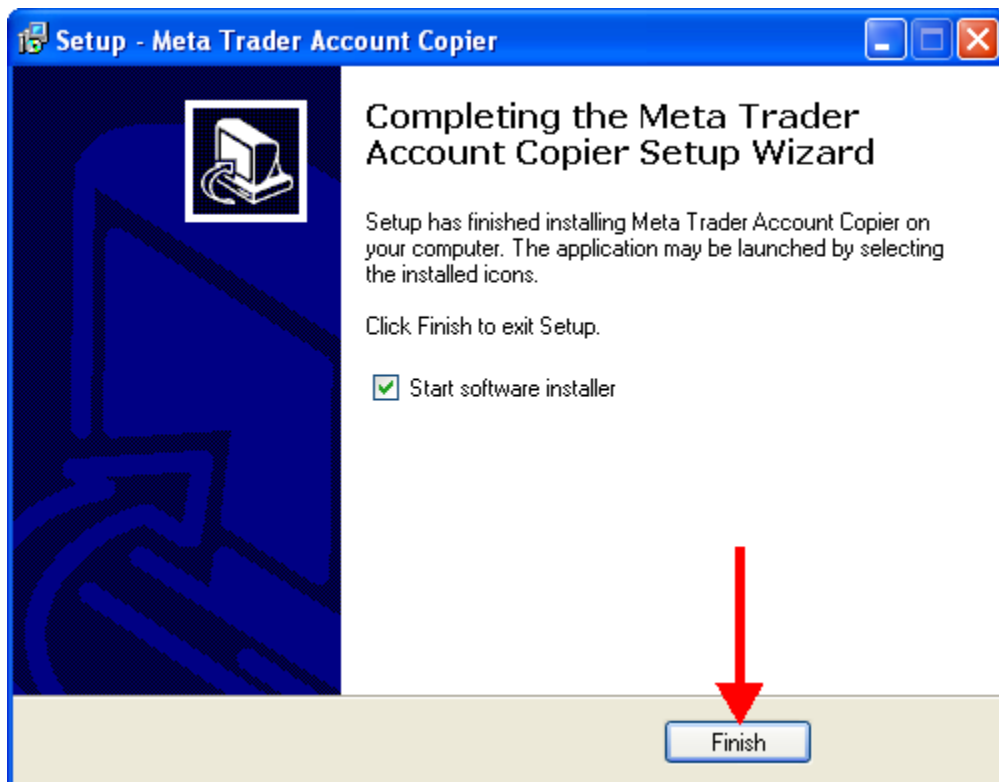 Setup - Meta Trader Account Copier
Completing the Meta Trader
Account Copier Setup Wizard
Setup has finished installing Meta Trader Account Copier on
your computer. The application may be launched by selecting
the installed icons.
Click Finish to exit Setup.
Start software installer
Finish